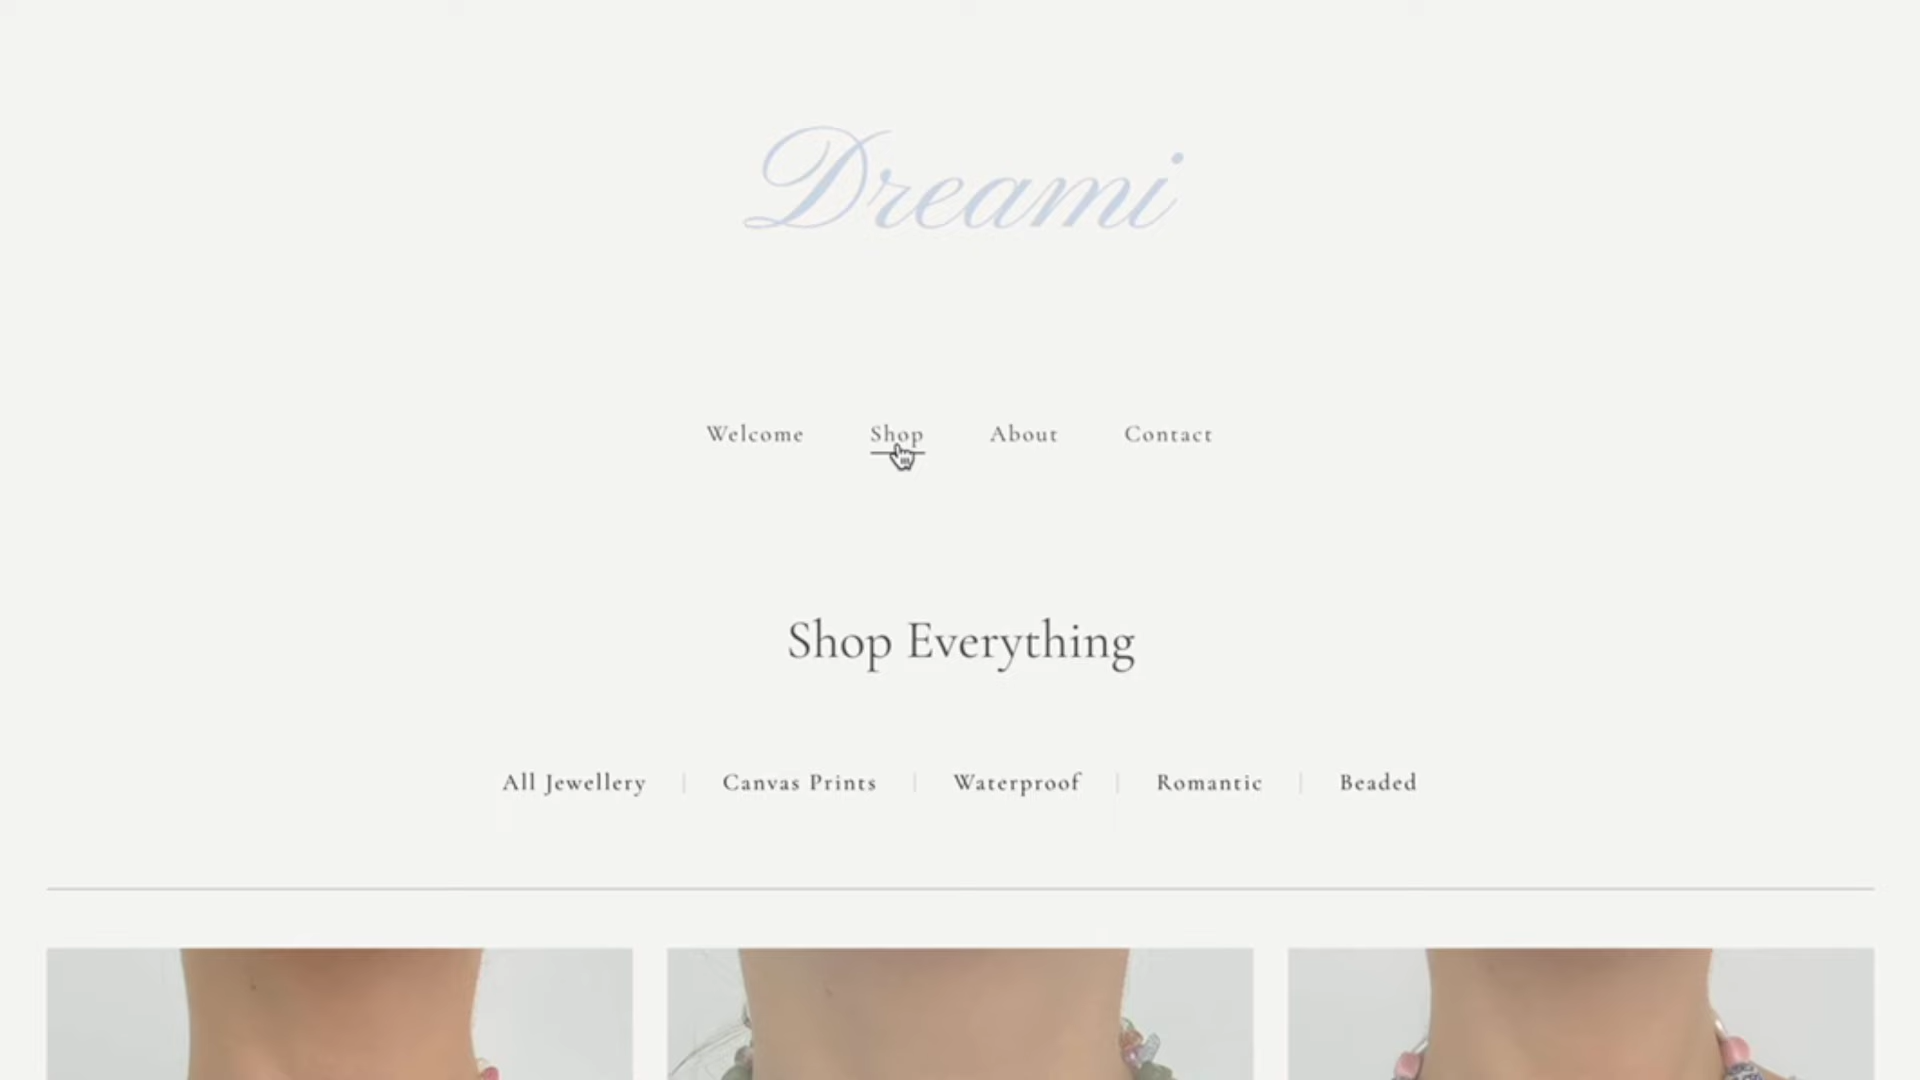 Dreami
Welcome Shop About Contact
Shop Everything
All Jewellery | Canvas Prints | Waterproof | Romantic | Beaded